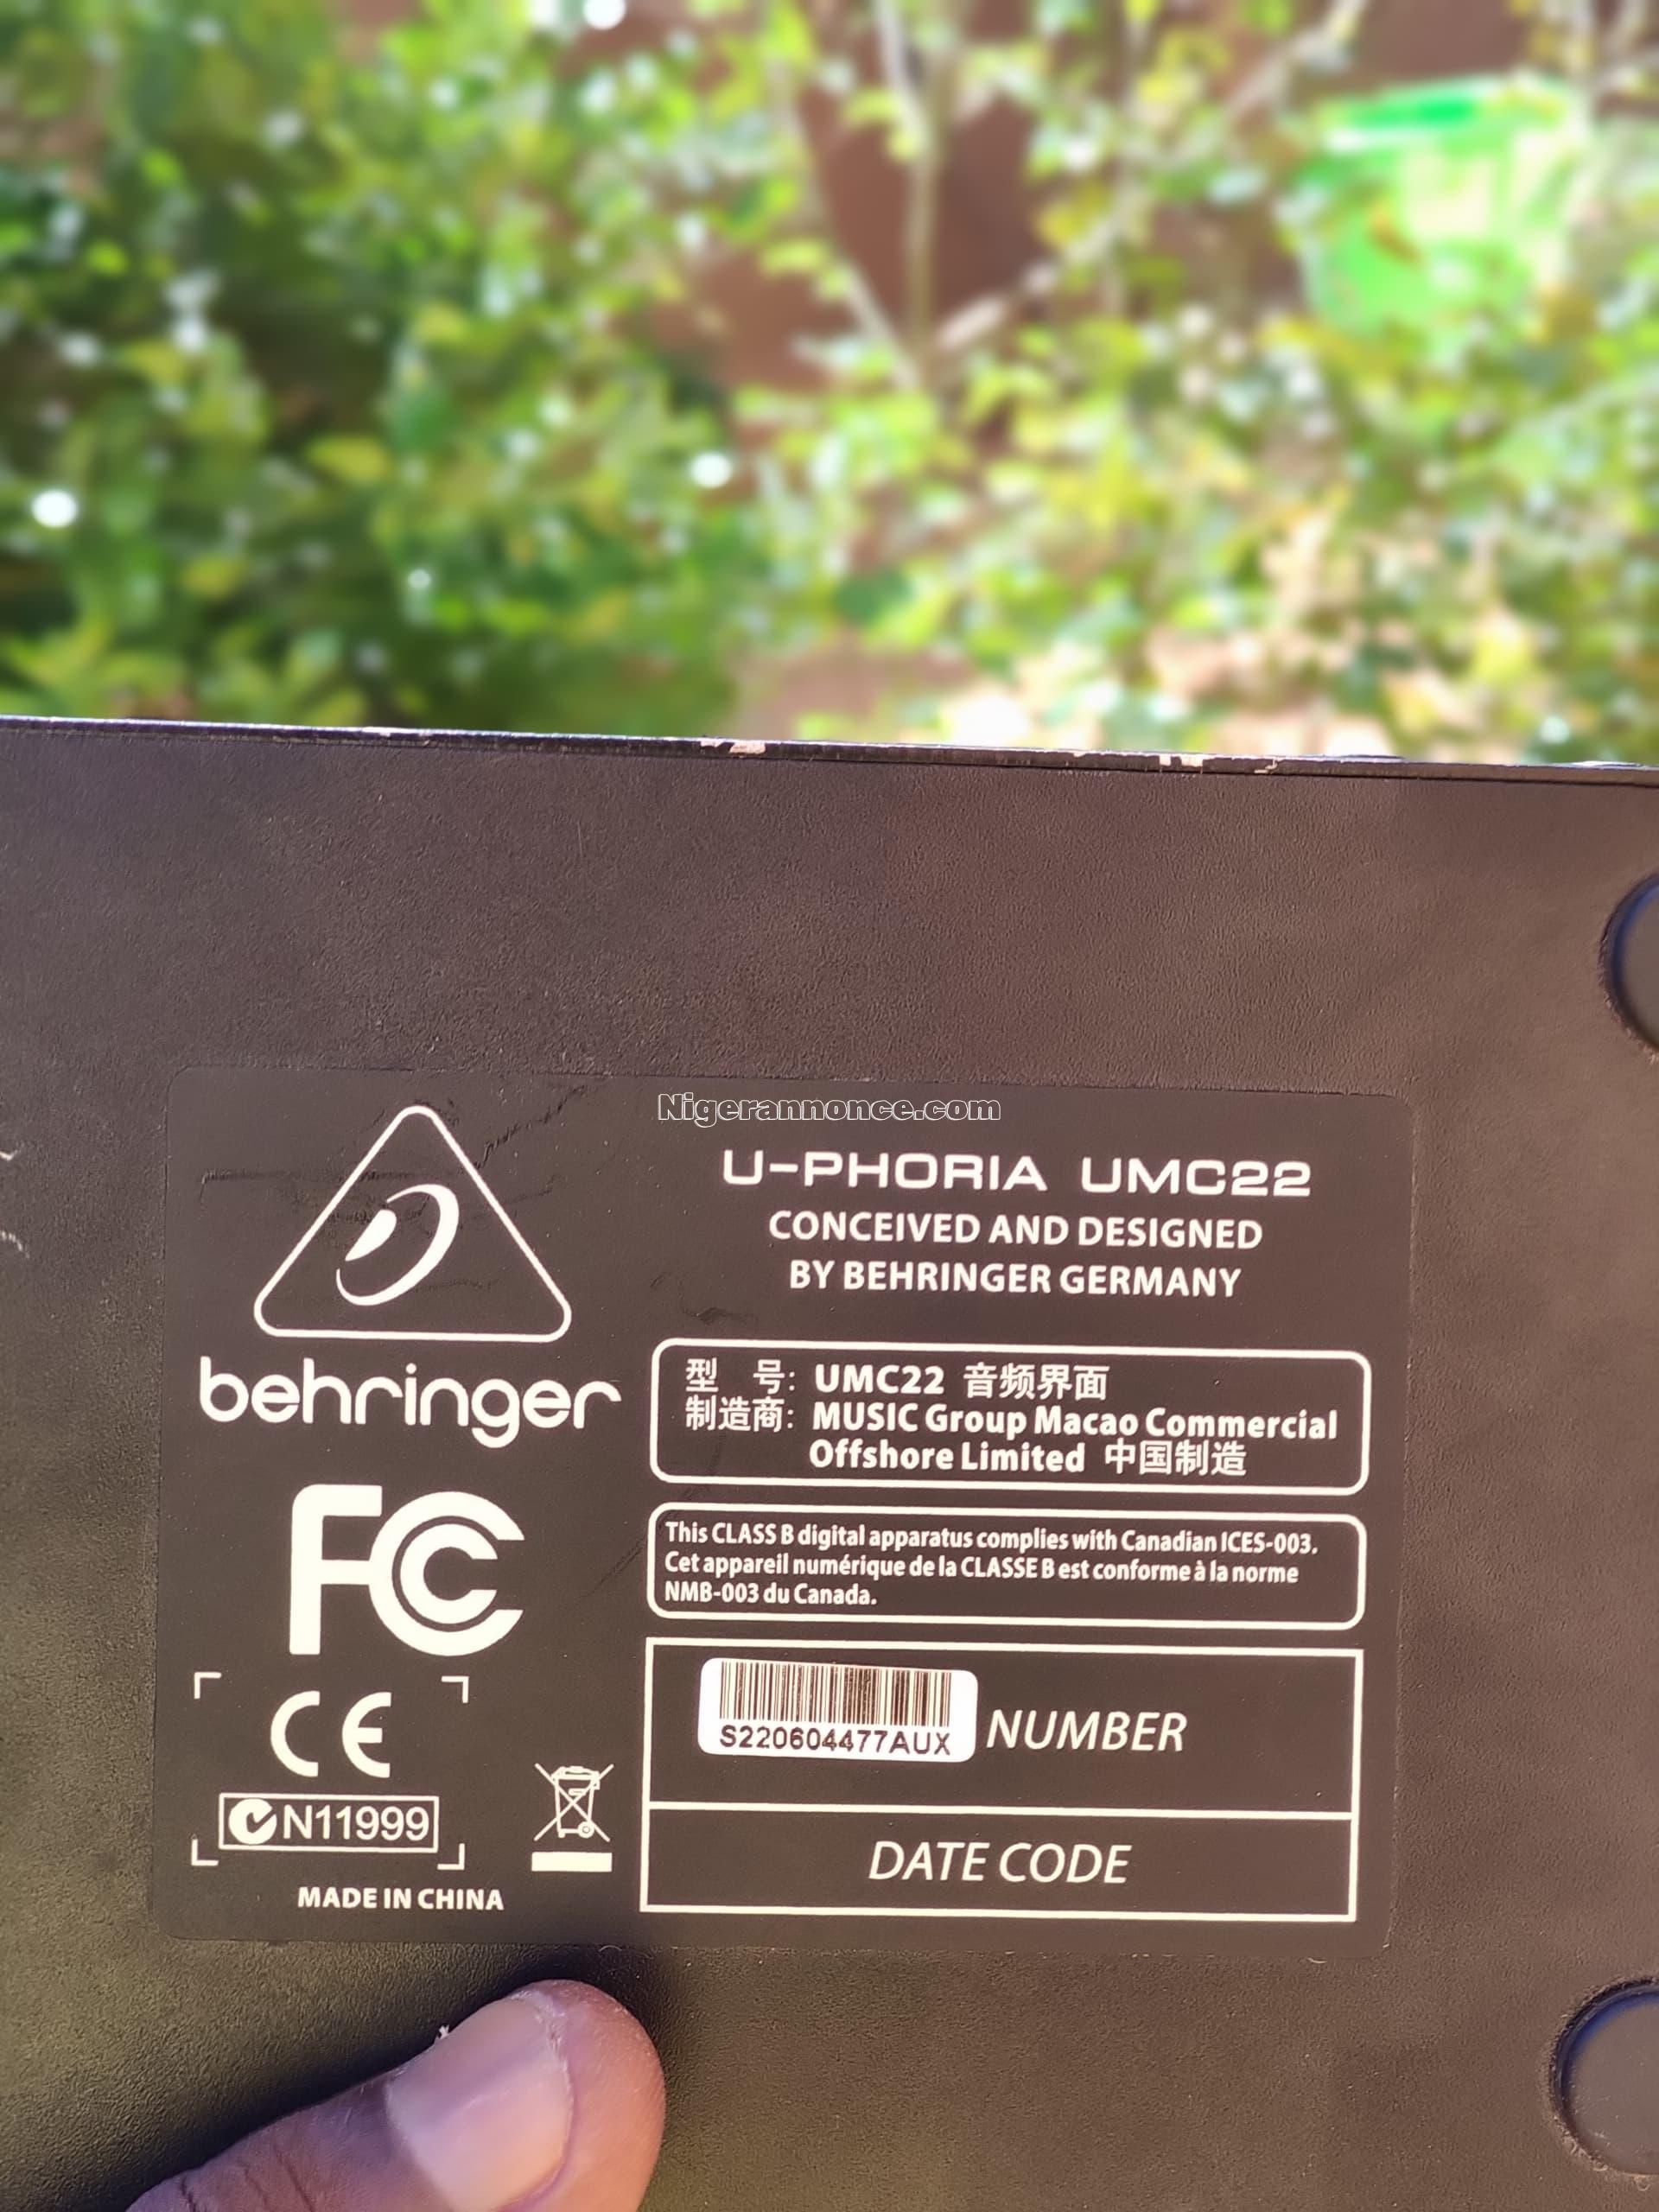 Nigerannonce.com
U-PHORIA UMC22
CONCEIVED AND DESIGNED
BY BEHRINGER GERMANY
behringer
型 号: UMC22 音频界面
制造商: MUSIC Group Macao Commercial
Offshore Limited 中国制造
FC
This CLASS B digital apparatus complies with Canadian ICES-003.
Cet appareil numérique de la CLASSE B est conforme à la norme
NMB-003 du Canada.
CE
N11999
MADE IN CHINA
S220604477AUX NUMBER
DATE CODE